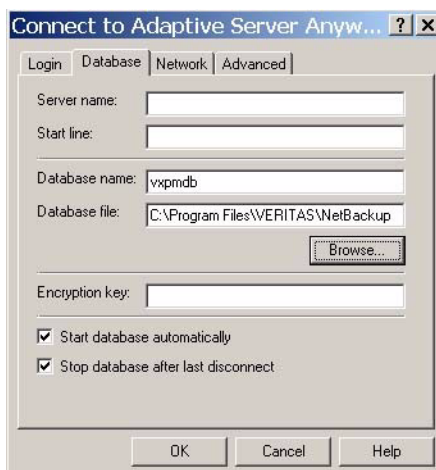 Connect to Adaptive Server Anyw... ? ×
Login Database Network Advanced
Server name:
Start line:
Database name: vxpmdb
Database file: C:\Program Files\VERITAS\NetBackup
Browse...
Encryption key:
Start database automatically
Stop database after last disconnect
OK Cancel Help